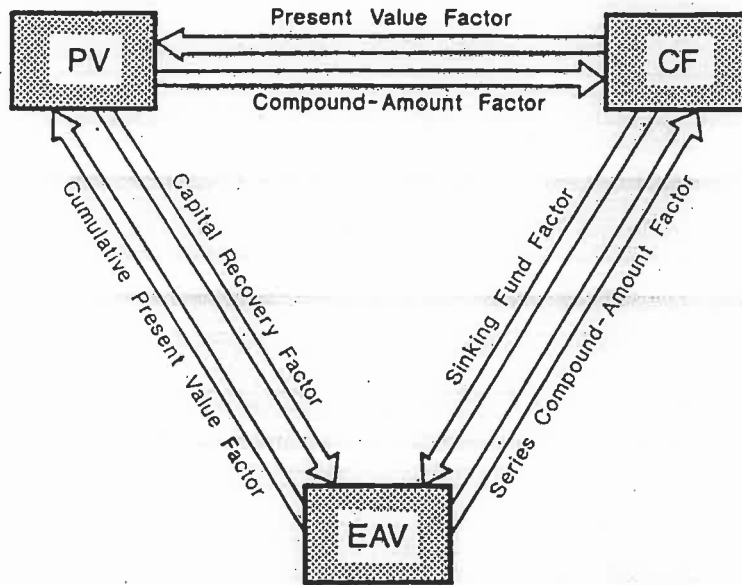 Present Value Factor
PV
CF
Compound-Amount Factor
Cumulative Present Value Factor
Capital Recovery Factor
Sinking Fund Factor
Series Compound-Amount Factor
EAV